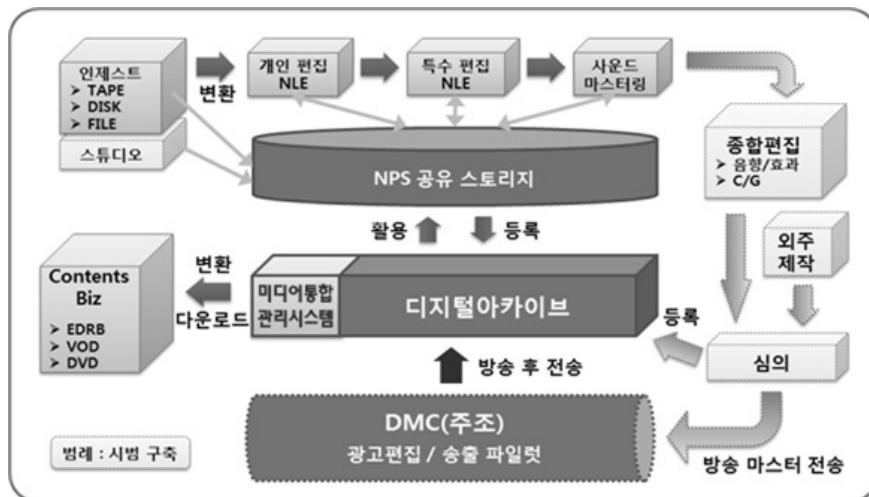 인제스트
➤ TAPE
➤ DISK
➤ FILE
스튜디오
변환
개인 편집
NLE
특수 편집
NLE
사운드
마스터링
종합편집
➤ 음향/효과
➤ C/G
NPS 공유 스토리지
활용
등록
외주
제작
Contents
Biz
➤ EDRB
➤ VOD
➤ DVD
변환
다운로드
미디어통합
관리시스템
디지털아카이브
등록
심의
방송 후 전송
DMC(주조)
광고편집 / 송출 파일럿
방송 마스터 전송
범례 : 시범 구축